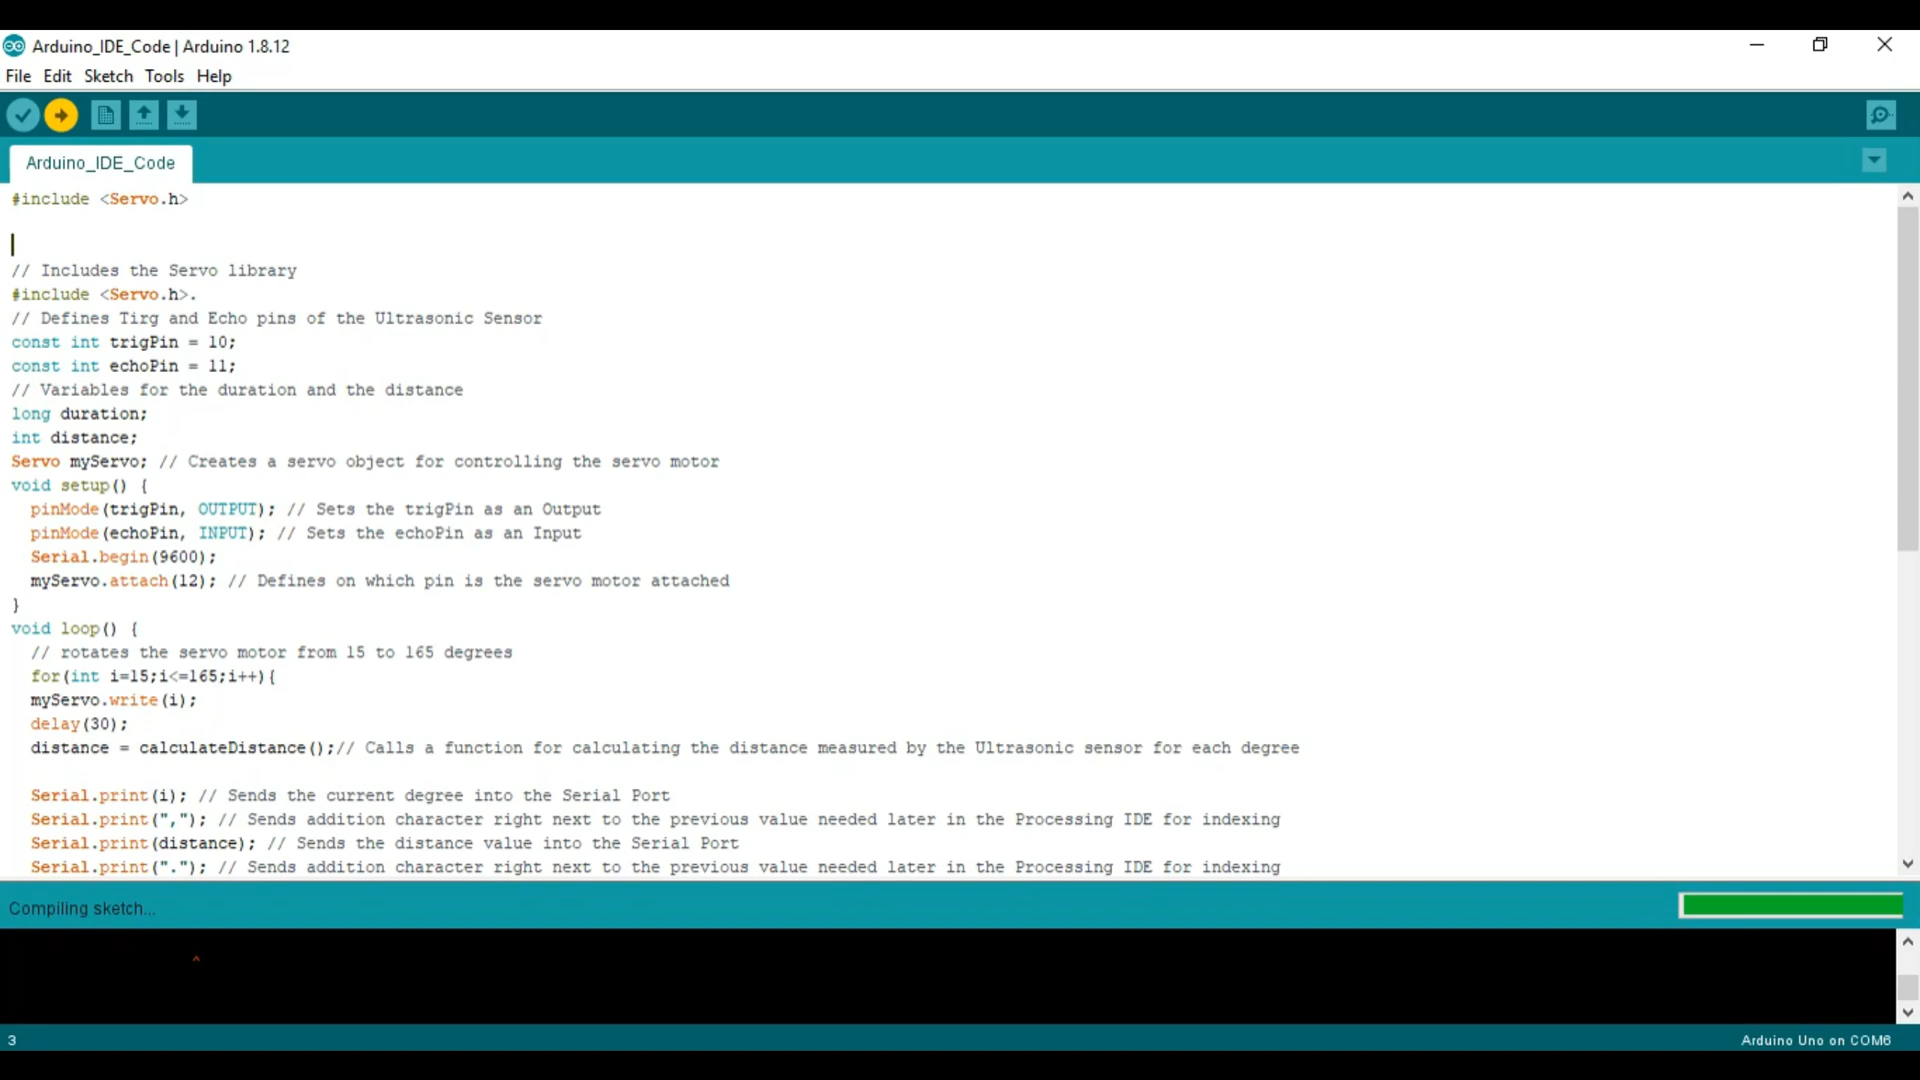 Arduino_IDE_Code | Arduino 1.8.12
File Edit Sketch Tools Help
Arduino_IDE_Code
#include <Servo.h>
// Includes the Servo library
#include <Servo.h>.
// Defines Tirg and Echo pins of the Ultrasonic Sensor
const int trigPin = 10;
const int echoPin = 11;
// Variables for the duration and the distance
long duration;
int distance;
Servo myServo; // Creates a servo object for controlling the servo motor
void setup() {
  pinMode(trigPin, OUTPUT); // Sets the trigPin as an Output
  pinMode(echoPin, INPUT); // Sets the echoPin as an Input
  Serial.begin(9600);
  myServo.attach(12); // Defines on which pin is the servo motor attached
}
void loop() {
  // rotates the servo motor from 15 to 165 degrees
  for(int i=15;i<=165;i++){
  myServo.write(i);
  delay(30);
  distance = calculateDistance();// Calls a function for calculating the distance measured by the Ultrasonic sensor for each degree
  Serial.print(i); // Sends the current degree into the Serial Port
  Serial.print(","); // Sends addition character right next to the previous value needed later in the Processing IDE for indexing
  Serial.print(distance); // Sends the distance value into the Serial Port
  Serial.print("."); // Sends addition character right next to the previous value needed later in the Processing IDE for indexing
Compiling sketch...
^
3
Arduino Uno on COM6